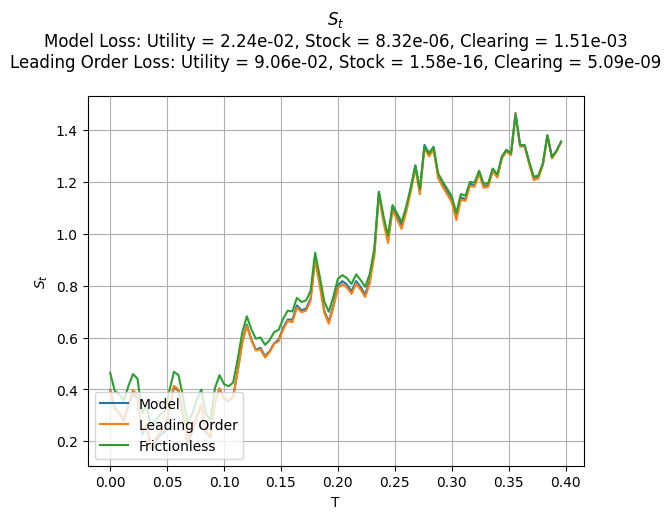 S_t
Model Loss: Utility = 2.24e-02, Stock = 8.32e-06, Clearing = 1.51e-03
Leading Order Loss: Utility = 9.06e-02, Stock = 1.58e-16, Clearing = 5.09e-09
1.4
1.2
1.0
0.8
0.6
0.4
0.2
S_t
Model
Leading Order
Frictionless
0.00 0.05 0.10 0.15 0.20 0.25 0.30 0.35 0.40
T